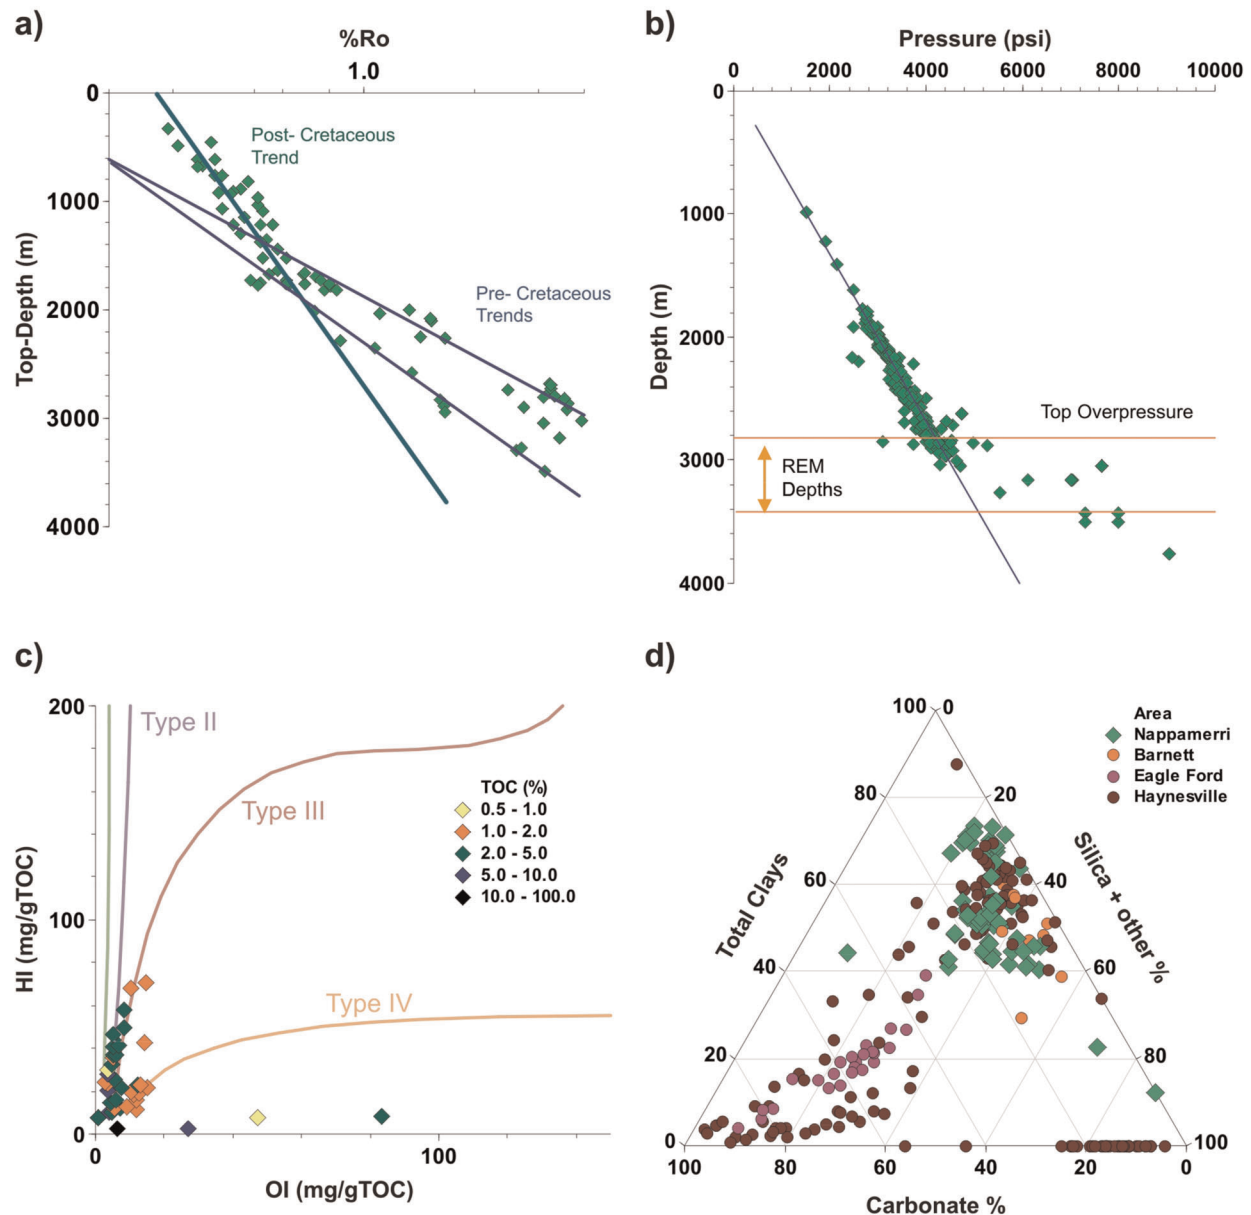 a)
%Ro
1.0
0
1000
2000
3000
4000
Top-Depth (m)
Post- Cretaceous
Trend
Pre- Cretaceous
Trends
b)
Pressure (psi)
0 2000 4000 6000 8000 10000
0
1000
2000
3000
4000
Depth (m)
Top Overpressure
REM
Depths
c)
200
100
0
HI (mg/gTOC)
Type II
Type III
Type IV
TOC (%)
0.5 - 1.0
1.0 - 2.0
2.0 - 5.0
5.0 - 10.0
10.0 - 100.0
0 100
OI (mg/gTOC)
d)
100 0
80 20
60 40
40 60
20 80
0 100
100 80 60 40 20 0
Total Clays
Silica + other %
Carbonate %
Area
Nappamerri
Barnett
Eagle Ford
Haynesville